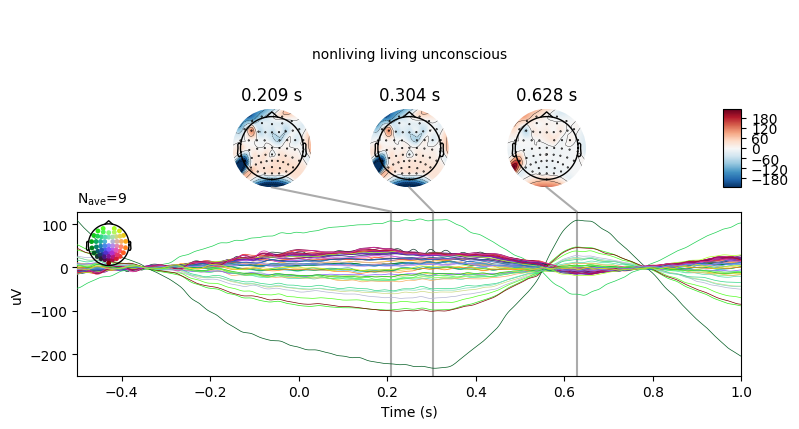 nonliving living unconscious
0.209 s 0.304 s 0.628 s
180
120
60
0
−60
−120
−180
Nave=9
100
0
−100
−200
uV
−0.4 −0.2 0.0 0.2 0.4 0.6 0.8 1.0
Time (s)